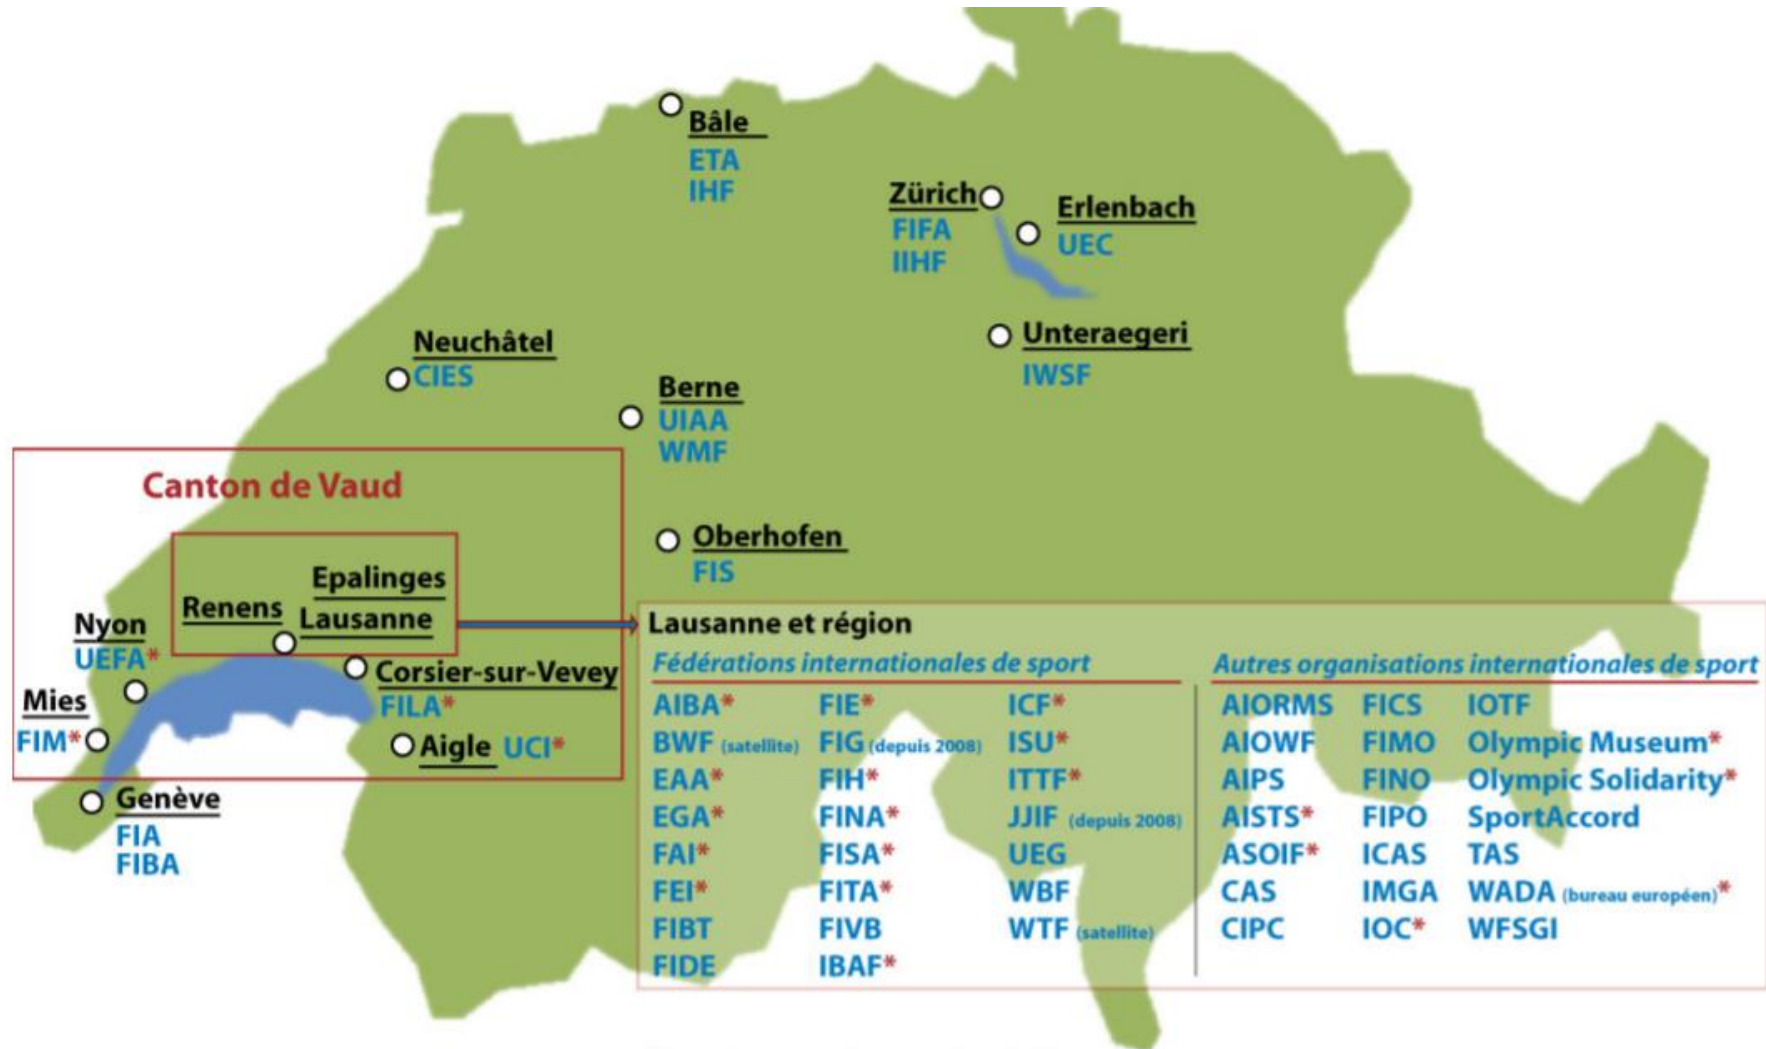 Bâle
ETA
IHF
Zürich
FIFA
IIHF
Erlenbach
UEC
Unteraegeri
IWSF
Neuchâtel
CIES
Berne
UIAA
WMF
Oberhofen
FIS
Canton de Vaud
Epalinges
Renens
Lausanne
Nyon
UEFA*
Mies
FIM*
Corsier-sur-Vevey
FILA*
Aigle UCI*
Genève
FIA
FIBA
Lausanne et région
Fédérations internationales de sport
AIBA* FIE* ICF*
BWF (satellite) FIG (depuis 2008) ISU*
EAA* FIH* ITTF*
EGA* FINA* JJIF (depuis 2008)
FAI* FISA* UEG
FEI* FITA* WBF
FIBT FIVB WTF (satellite)
FIDE IBAF*
Autres organisations internationales de sport
AIORMS FICS IOTF
AIOWF FIMO Olympic Museum*
AIPS FINO Olympic Solidarity*
AISTS* FIPO SportAccord
ASOIF* ICAS TAS
CAS IMGA WADA (bureau européen)*
CIPC IOC* WFSGI